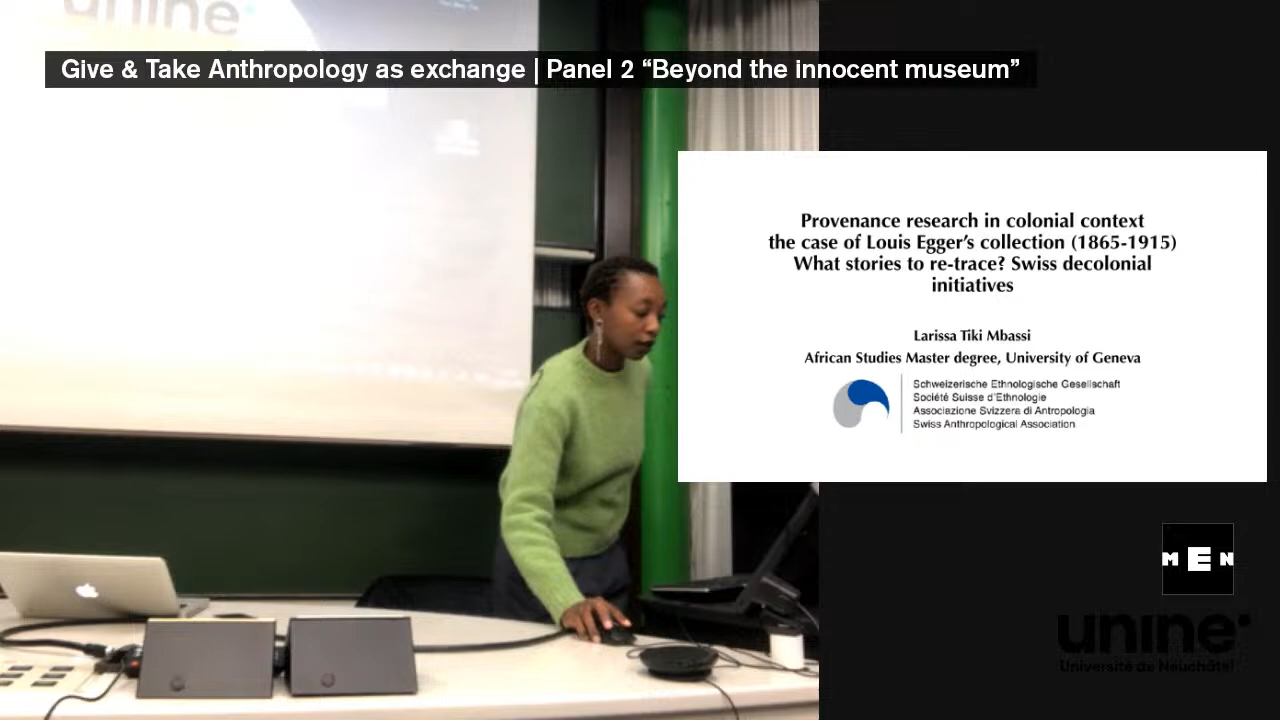 unine
Give & Take Anthropology as exchange | Panel 2 “Beyond the innocent museum”
Provenance research in colonial context
the case of Louis Egger’s collection (1865-1915)
What stories to re-trace? Swiss decolonial
initiatives
Larissa Tiki Mbassi
African Studies Master degree, University of Geneva
Schweizerische Ethnologische Gesellschaft
Société Suisse d’Ethnologie
Associazione Svizzera di Antropologia
Swiss Anthropological Association
MEN
unine
Université de Neuchâtel